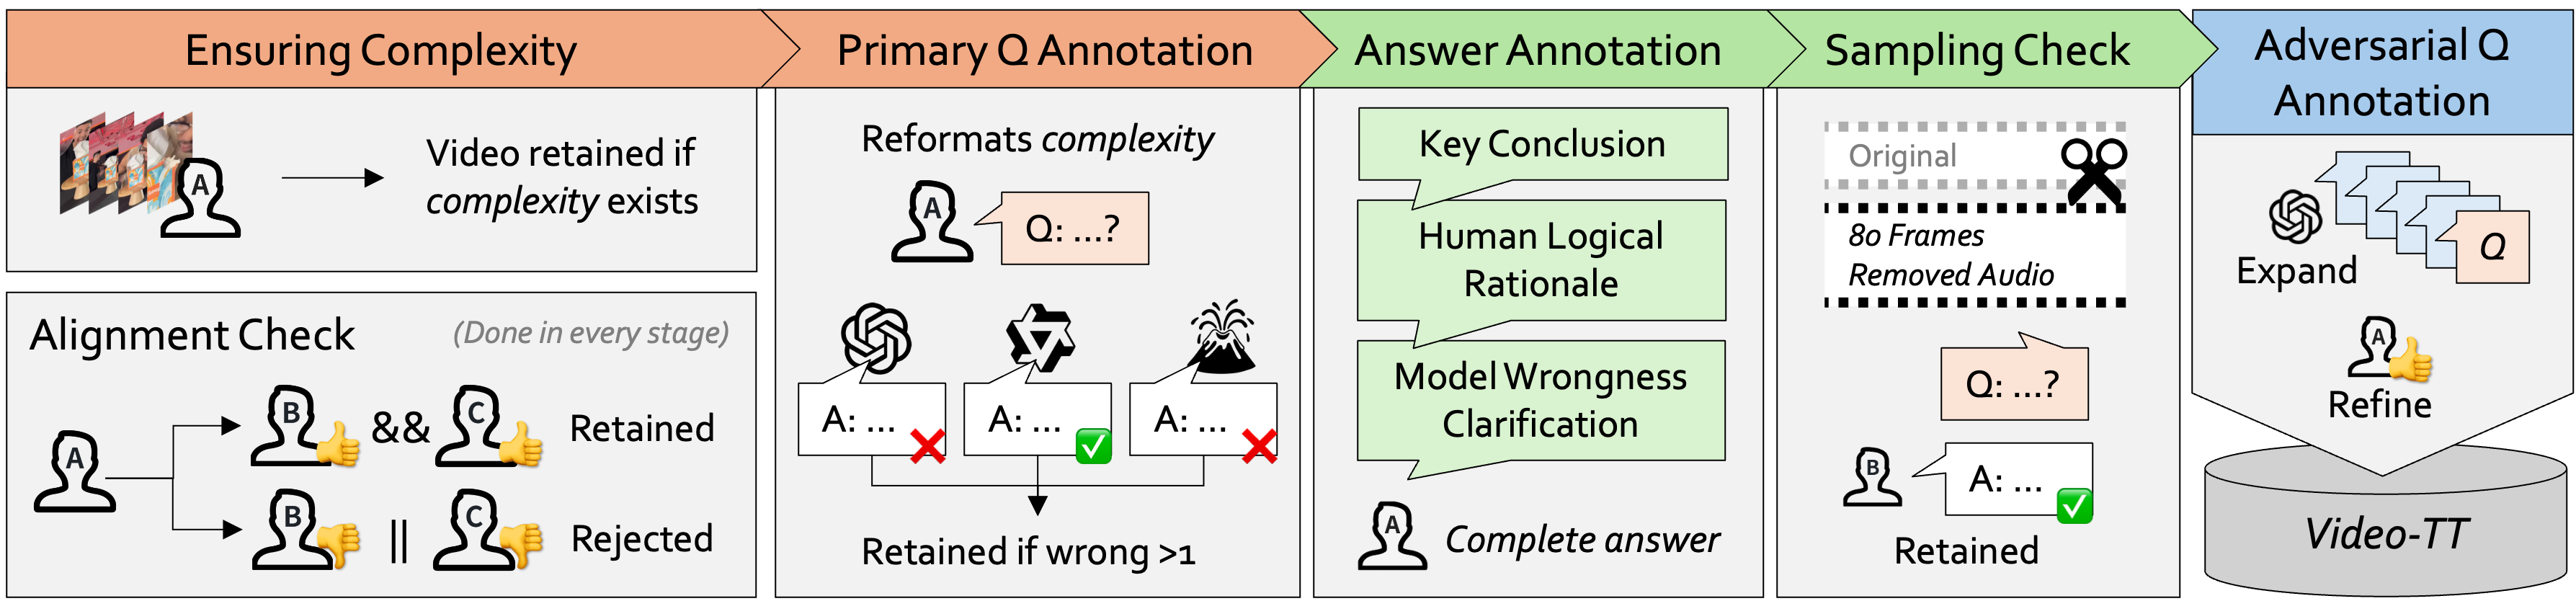 Ensuring Complexity
A
Video retained if
complexity exists
Alignment Check
(Done in every stage)
A
B && C Retained
B || C Rejected
Primary Q Annotation
Reformats complexity
A
Q: ...?
A: ...
A: ...
A: ...
Retained if wrong >1
Answer Annotation
Key Conclusion
Human Logical
Rationale
Model Wrongness
Clarification
A
Complete answer
Sampling Check
Original
80 Frames
Removed Audio
Q: ...?
B
A: ...
Retained
Adversarial Q
Annotation
Q
Expand
A
Refine
Video-TT